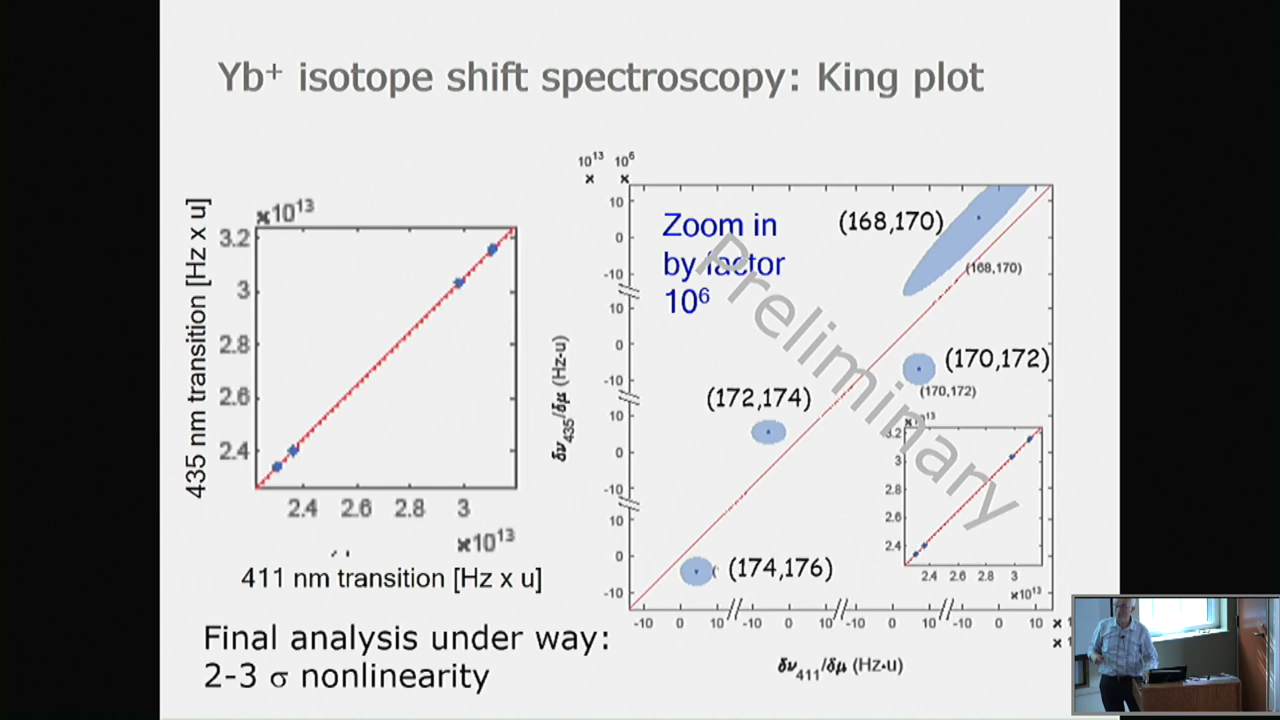 Yb⁺ isotope shift spectroscopy: King plot
×10¹³
435 nm transition [Hz x u]
3.2
3
2.8
2.6
2.4
2.4 2.6 2.8 3
×10¹³
411 nm transition [Hz x u]
Final analysis under way:
2-3 σ nonlinearity
10¹³ 10⁶
× ×
δν₄₃₅/δμ (Hz·u)
10
0
-10
10
0
-10
10
0
-10
10
0
-10
Zoom in
by factor
10⁶
Preliminary
(168,170)
(168,170)
(170,172)
(170,172)
(172,174)
(174,176)
×10¹³
3.2
3
2.8
2.6
2.4
2.4 2.6 2.8 3
×10¹³
-10 0 10 -10 0 10 -10 0 10 -10 0 10
δν₄₁₁/δμ (Hz·u)